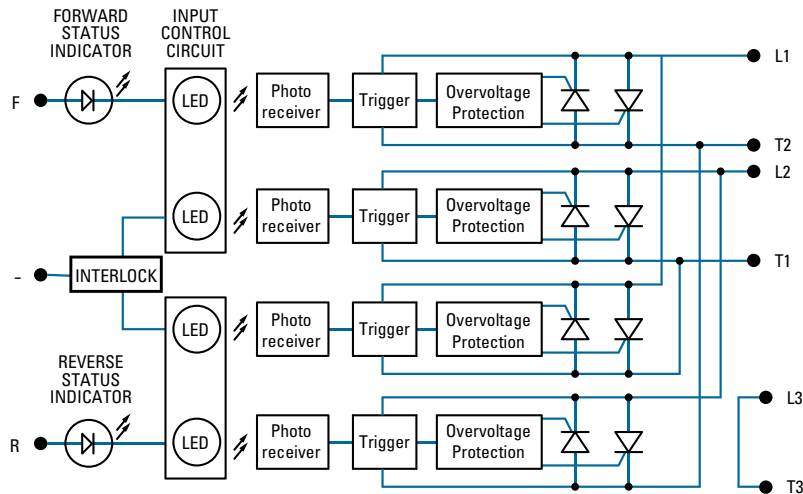 FORWARD
STATUS
INDICATOR
INPUT
CONTROL
CIRCUIT
F
LED
Photo
receiver
Trigger
Overvoltage
Protection
L1
T2
L2
LED
Photo
receiver
Trigger
Overvoltage
Protection
T1
-
INTERLOCK
LED
Photo
receiver
Trigger
Overvoltage
Protection
REVERSE
STATUS
INDICATOR
L3
R
LED
Photo
receiver
Trigger
Overvoltage
Protection
T3